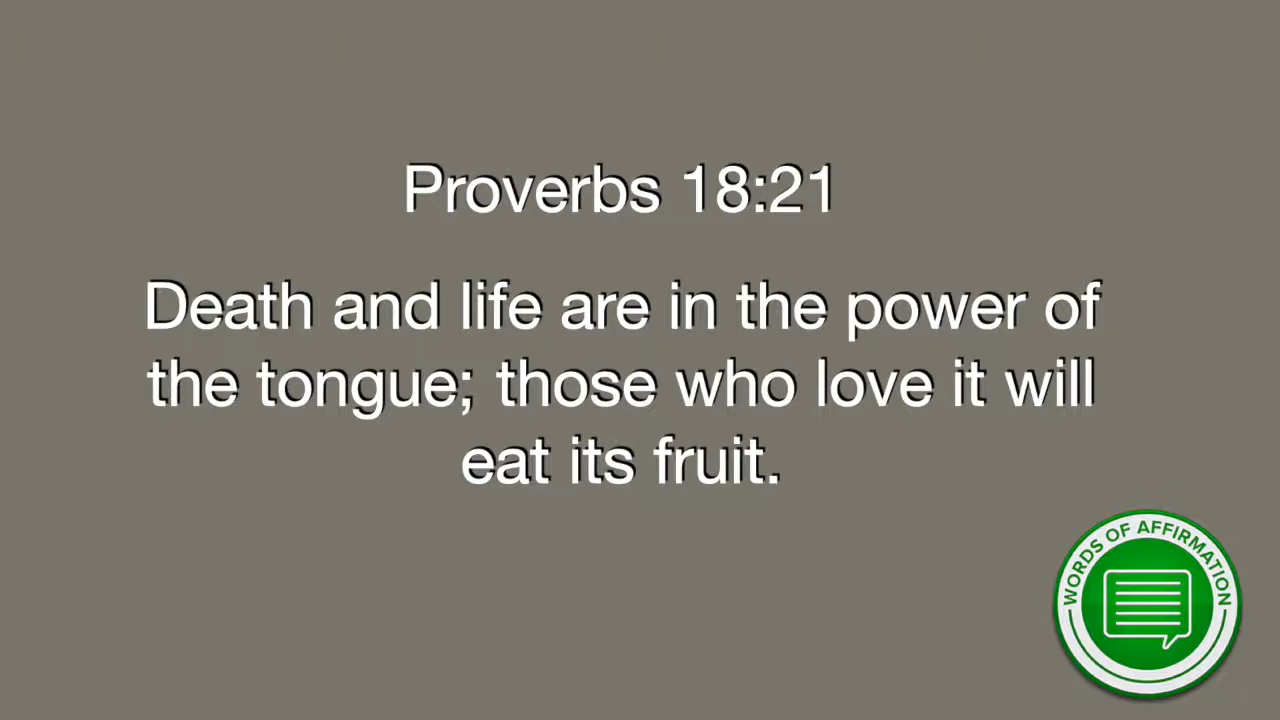 Proverbs 18:21
Death and life are in the power of
the tongue; those who love it will
eat its fruit.
WORDS OF AFFIRMATION